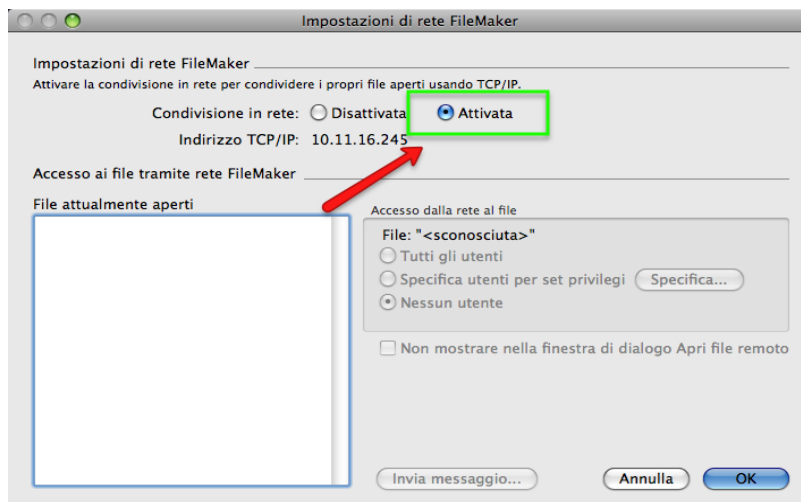 Impostazioni di rete FileMaker
Impostazioni di rete FileMaker
Attivare la condivisione in rete per condividere i propri file aperti usando TCP/IP.
Condivisione in rete: Disattivata Attivata
Indirizzo TCP/IP: 10.11.16.245
Accesso ai file tramite rete FileMaker
File attualmente aperti
Accesso dalla rete al file
File: "<sconosciuta>"
Tutti gli utenti
Specifica utenti per set privilegi Specifica...
Nessun utente
Non mostrare nella finestra di dialogo Apri file remoto
Invia messaggio... Annulla OK